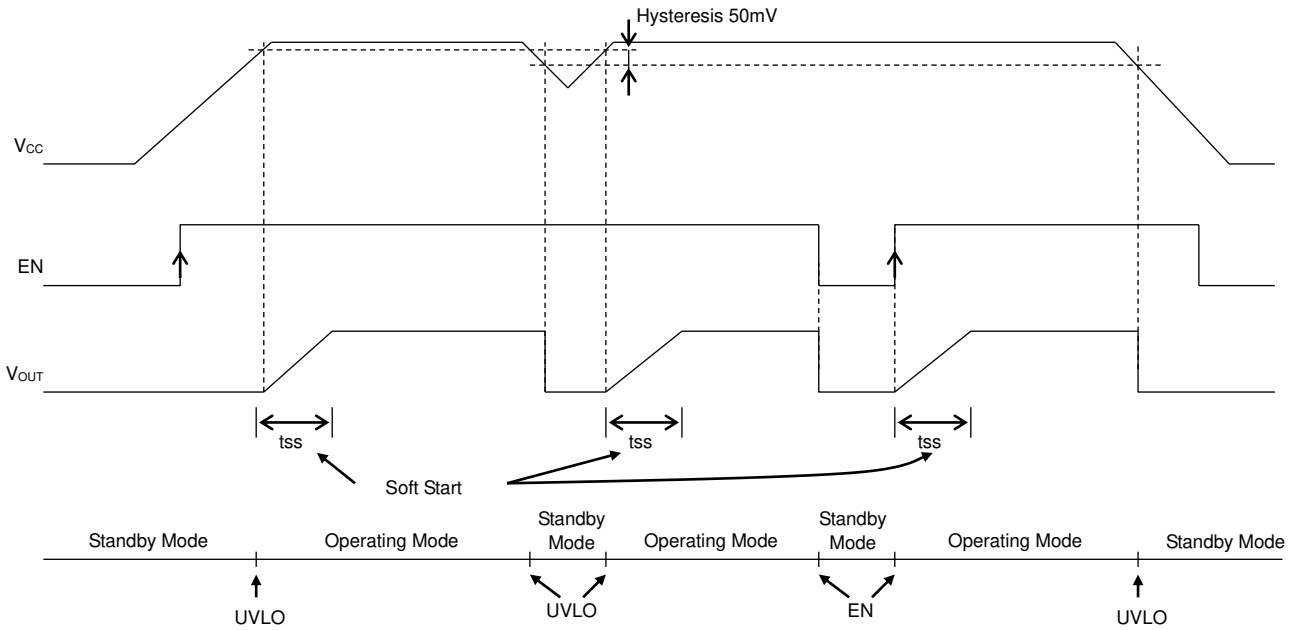 Hysteresis 50mV
VCC
EN
VOUT
tss
tss
tss
Soft Start
Standby Mode
Operating Mode
Standby
Mode
Operating Mode
Standby
Mode
Operating Mode
Standby Mode
UVLO
UVLO
EN
UVLO